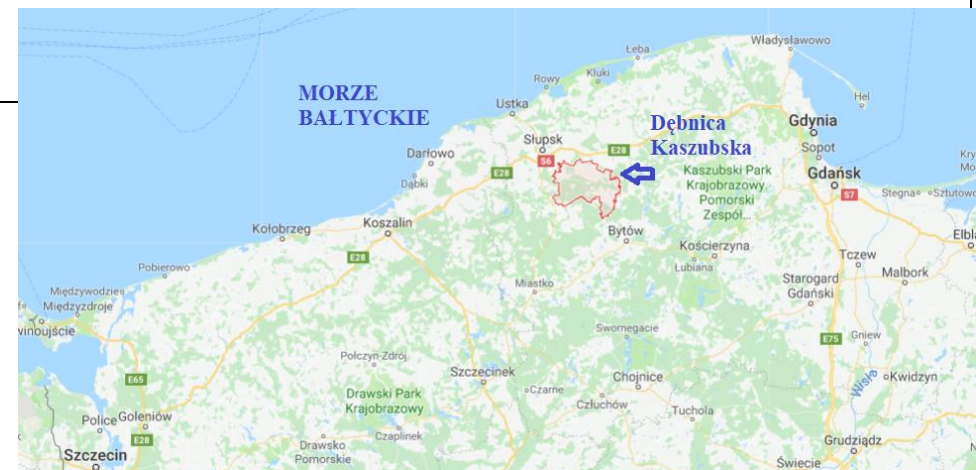 Władysławowo
Łeba
Kluki
Rowy
Hel
MORZE
BAŁTYCKIE
Ustka
Dębnica
Kaszubska
Gdynia
Słupsk
E28
Sopot
S6
Darłowo
E28
Kaszubski Park
Krajobrazowy.
Pomorski
Zespół...
Gdańsk
Dąbki
S7
Stegna
Sztutowo
Kołobrzeg
Koszalin
Bytów
E28
Kościerzyna
Lubiana
Tczew
Pobierowo
Malbork
Starogard
Gdański
Miastko
Międzywodzie
Międzyzdroje
winoujście
Swornegacie
E75
Gniew
Połczyn-Zdrój
Szczecinek
Chojnice
Wisła
Kwidzyn
E65
Drawski Park
Krajobrazowy
Czarne
Człuchów
Tuchola
Police
Goleniów
E28
Czaplinek
Drawsko
Pomorskie
Grudziądz
Szczecin
Świecie